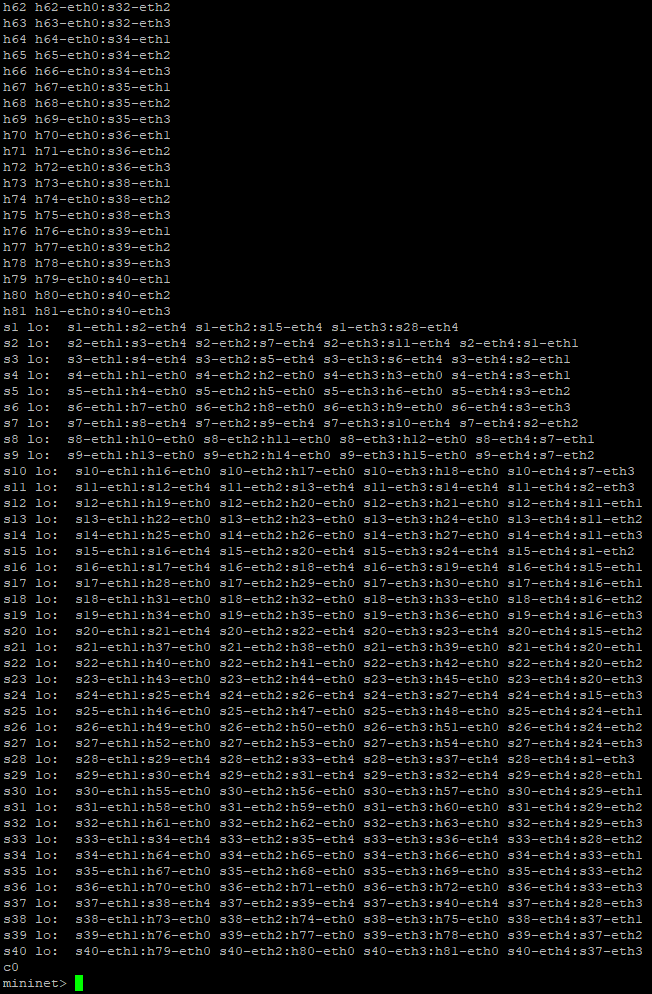 h62 h62-eth0:s32-eth2
h63 h63-eth0:s32-eth3
h64 h64-eth0:s34-eth1
h65 h65-eth0:s34-eth2
h66 h66-eth0:s34-eth3
h67 h67-eth0:s35-eth1
h68 h68-eth0:s35-eth2
h69 h69-eth0:s35-eth3
h70 h70-eth0:s36-eth1
h71 h71-eth0:s36-eth2
h72 h72-eth0:s36-eth3
h73 h73-eth0:s38-eth1
h74 h74-eth0:s38-eth2
h75 h75-eth0:s38-eth3
h76 h76-eth0:s39-eth1
h77 h77-eth0:s39-eth2
h78 h78-eth0:s39-eth3
h79 h79-eth0:s40-eth1
h80 h80-eth0:s40-eth2
h81 h81-eth0:s40-eth3
s1 lo:  s1-eth1:s2-eth4 s1-eth2:s15-eth4 s1-eth3:s28-eth4
s2 lo:  s2-eth1:s3-eth4 s2-eth2:s7-eth4 s2-eth3:s11-eth4 s2-eth4:s1-eth1
s3 lo:  s3-eth1:s4-eth4 s3-eth2:s5-eth4 s3-eth3:s6-eth4 s3-eth4:s2-eth1
s4 lo:  s4-eth1:h1-eth0 s4-eth2:h2-eth0 s4-eth3:h3-eth0 s4-eth4:s3-eth1
s5 lo:  s5-eth1:h4-eth0 s5-eth2:h5-eth0 s5-eth3:h6-eth0 s5-eth4:s3-eth2
s6 lo:  s6-eth1:h7-eth0 s6-eth2:h8-eth0 s6-eth3:h9-eth0 s6-eth4:s3-eth3
s7 lo:  s7-eth1:s8-eth4 s7-eth2:s9-eth4 s7-eth3:s10-eth4 s7-eth4:s2-eth2
s8 lo:  s8-eth1:h10-eth0 s8-eth2:h11-eth0 s8-eth3:h12-eth0 s8-eth4:s7-eth1
s9 lo:  s9-eth1:h13-eth0 s9-eth2:h14-eth0 s9-eth3:h15-eth0 s9-eth4:s7-eth2
s10 lo:  s10-eth1:h16-eth0 s10-eth2:h17-eth0 s10-eth3:h18-eth0 s10-eth4:s7-eth3
s11 lo:  s11-eth1:s12-eth4 s11-eth2:s13-eth4 s11-eth3:s14-eth4 s11-eth4:s2-eth3
s12 lo:  s12-eth1:h19-eth0 s12-eth2:h20-eth0 s12-eth3:h21-eth0 s12-eth4:s11-eth1
s13 lo:  s13-eth1:h22-eth0 s13-eth2:h23-eth0 s13-eth3:h24-eth0 s13-eth4:s11-eth2
s14 lo:  s14-eth1:h25-eth0 s14-eth2:h26-eth0 s14-eth3:h27-eth0 s14-eth4:s11-eth3
s15 lo:  s15-eth1:s16-eth4 s15-eth2:s20-eth4 s15-eth3:s24-eth4 s15-eth4:s1-eth2
s16 lo:  s16-eth1:s17-eth4 s16-eth2:s18-eth4 s16-eth3:s19-eth4 s16-eth4:s15-eth1
s17 lo:  s17-eth1:h28-eth0 s17-eth2:h29-eth0 s17-eth3:h30-eth0 s17-eth4:s16-eth1
s18 lo:  s18-eth1:h31-eth0 s18-eth2:h32-eth0 s18-eth3:h33-eth0 s18-eth4:s16-eth2
s19 lo:  s19-eth1:h34-eth0 s19-eth2:h35-eth0 s19-eth3:h36-eth0 s19-eth4:s16-eth3
s20 lo:  s20-eth1:s21-eth4 s20-eth2:s22-eth4 s20-eth3:s23-eth4 s20-eth4:s15-eth2
s21 lo:  s21-eth1:h37-eth0 s21-eth2:h38-eth0 s21-eth3:h39-eth0 s21-eth4:s20-eth1
s22 lo:  s22-eth1:h40-eth0 s22-eth2:h41-eth0 s22-eth3:h42-eth0 s22-eth4:s20-eth2
s23 lo:  s23-eth1:h43-eth0 s23-eth2:h44-eth0 s23-eth3:h45-eth0 s23-eth4:s20-eth3
s24 lo:  s24-eth1:s25-eth4 s24-eth2:s26-eth4 s24-eth3:s27-eth4 s24-eth4:s15-eth3
s25 lo:  s25-eth1:h46-eth0 s25-eth2:h47-eth0 s25-eth3:h48-eth0 s25-eth4:s24-eth1
s26 lo:  s26-eth1:h49-eth0 s26-eth2:h50-eth0 s26-eth3:h51-eth0 s26-eth4:s24-eth2
s27 lo:  s27-eth1:h52-eth0 s27-eth2:h53-eth0 s27-eth3:h54-eth0 s27-eth4:s24-eth3
s28 lo:  s28-eth1:s29-eth4 s28-eth2:s33-eth4 s28-eth3:s37-eth4 s28-eth4:s1-eth3
s29 lo:  s29-eth1:s30-eth4 s29-eth2:s31-eth4 s29-eth3:s32-eth4 s29-eth4:s28-eth1
s30 lo:  s30-eth1:h55-eth0 s30-eth2:h56-eth0 s30-eth3:h57-eth0 s30-eth4:s29-eth1
s31 lo:  s31-eth1:h58-eth0 s31-eth2:h59-eth0 s31-eth3:h60-eth0 s31-eth4:s29-eth2
s32 lo:  s32-eth1:h61-eth0 s32-eth2:h62-eth0 s32-eth3:h63-eth0 s32-eth4:s29-eth3
s33 lo:  s33-eth1:s34-eth4 s33-eth2:s35-eth4 s33-eth3:s36-eth4 s33-eth4:s28-eth2
s34 lo:  s34-eth1:h64-eth0 s34-eth2:h65-eth0 s34-eth3:h66-eth0 s34-eth4:s33-eth1
s35 lo:  s35-eth1:h67-eth0 s35-eth2:h68-eth0 s35-eth3:h69-eth0 s35-eth4:s33-eth2
s36 lo:  s36-eth1:h70-eth0 s36-eth2:h71-eth0 s36-eth3:h72-eth0 s36-eth4:s33-eth3
s37 lo:  s37-eth1:s38-eth4 s37-eth2:s39-eth4 s37-eth3:s40-eth4 s37-eth4:s28-eth3
s38 lo:  s38-eth1:h73-eth0 s38-eth2:h74-eth0 s38-eth3:h75-eth0 s38-eth4:s37-eth1
s39 lo:  s39-eth1:h76-eth0 s39-eth2:h77-eth0 s39-eth3:h78-eth0 s39-eth4:s37-eth2
s40 lo:  s40-eth1:h79-eth0 s40-eth2:h80-eth0 s40-eth3:h81-eth0 s40-eth4:s37-eth3
c0
mininet>